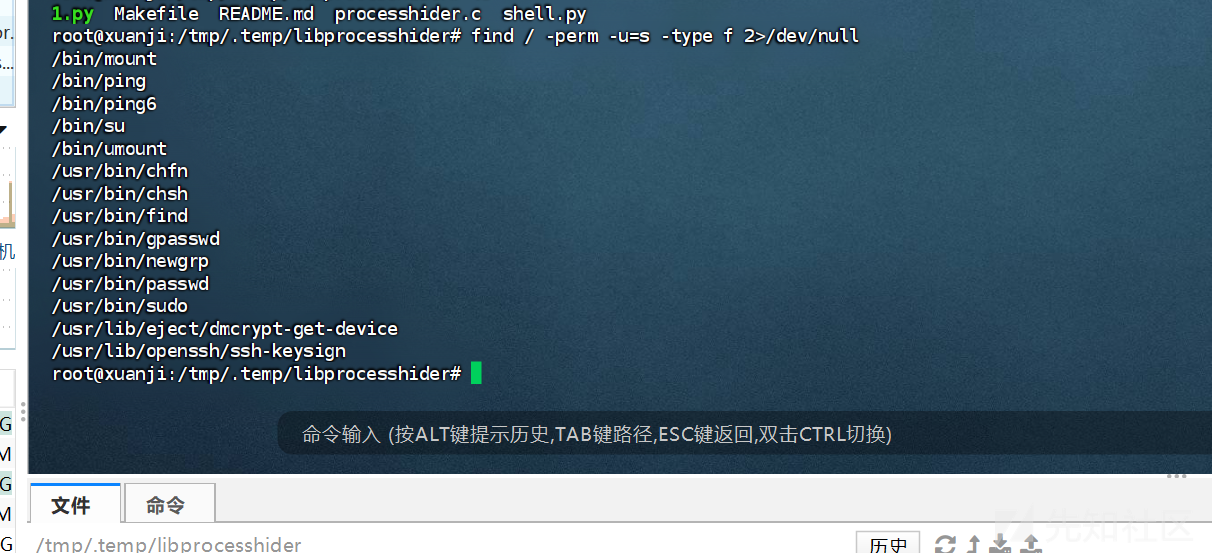 1.py Makefile README.md processhider.c shell.py
root@xuanji:/tmp/.temp/libprocesshider# find / -perm -u=s -type f 2>/dev/null
/bin/mount
/bin/ping
/bin/ping6
/bin/su
/bin/umount
/usr/bin/chfn
/usr/bin/chsh
/usr/bin/find
/usr/bin/gpasswd
/usr/bin/newgrp
/usr/bin/passwd
/usr/bin/sudo
/usr/lib/eject/dmcrypt-get-device
/usr/lib/openssh/ssh-keysign
root@xuanji:/tmp/.temp/libprocesshider#
命令输入 (按ALT键提示历史,TAB键路径,ESC键返回,双击CTRL切换)
机
G
M
G
M
G
文件 命令
/tmp/.temp/libprocesshider 历史
先知社区